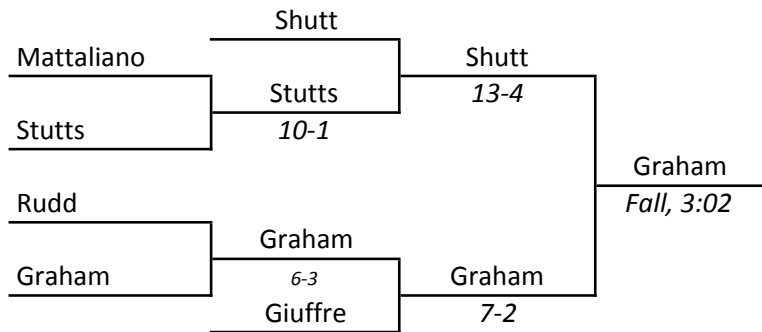 Shutt
Mattaliano
Shutt
Stutts
13-4
Stutts
10-1
Graham
Rudd
Fall, 3:02
Graham
Graham
6-3
Graham
Giuffre
7-2